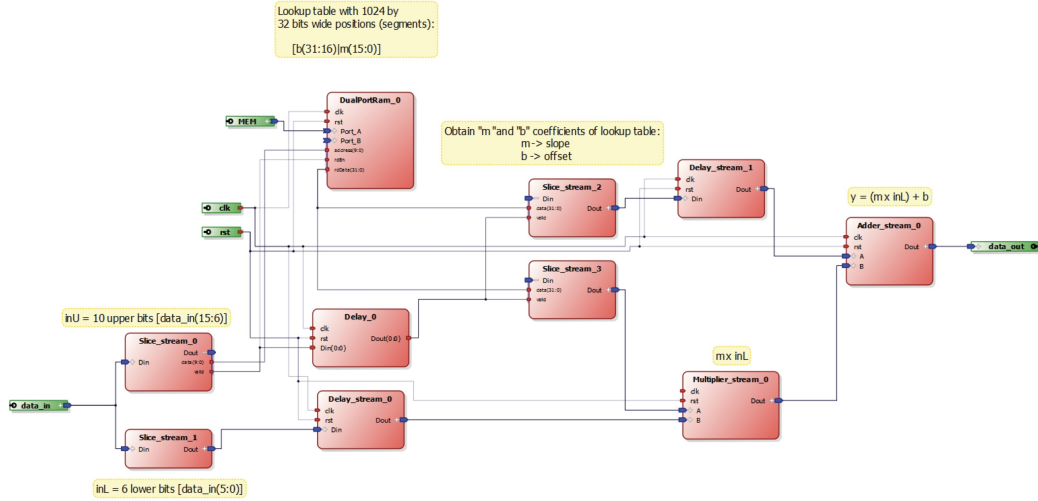 Lookup table with 1024 by
32 bits wide positions (segments):
[b(31:16)|m(15:0)]
DualPortRam_0
clk
rst
Port_A
Port_B
address(9:0)
rdEn
rdData(31:0)
MEM
clk
rst
Obtain "m "and "b" coefficients of lookup table:
m-> slope
b -> offset
Slice_stream_2
Din
data(31:0)
valid
Dout
Delay_stream_1
clk
rst
Din
Dout
y = (mx inL) + b
Adder_stream_0
clk
rst
A
B
Dout
data_out
Slice_stream_3
Din
data(31:0)
valid
Dout
inU = 10 upper bits [data_in(15:6)]
Slice_stream_0
Din
Dout
data(9:0)
valid
Delay_0
clk
rst
Din(0:0)
Dout(0:0)
mx inL
Multiplier_stream_0
clk
rst
A
B
Dout
data_in
Delay_stream_0
clk
rst
Din
Dout
Slice_stream_1
Din
Dout
inL = 6 lower bits [data_in(5:0)]